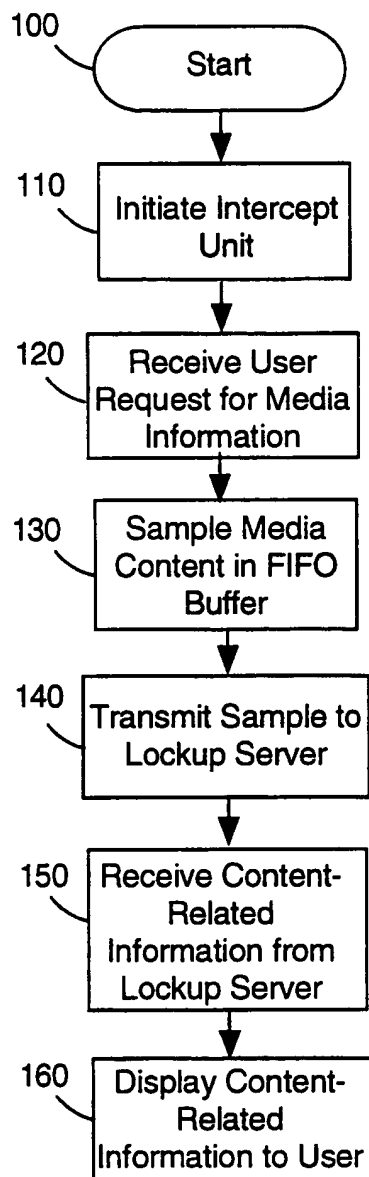 100
Start
110
Initiate Intercept
Unit
120
Receive User
Request for Media
Information
130
Sample Media
Content in FIFO
Buffer
140
Transmit Sample to
Lockup Server
150
Receive Content-
Related
Information from
Lockup Server
160
Display Content-
Related
Information to User